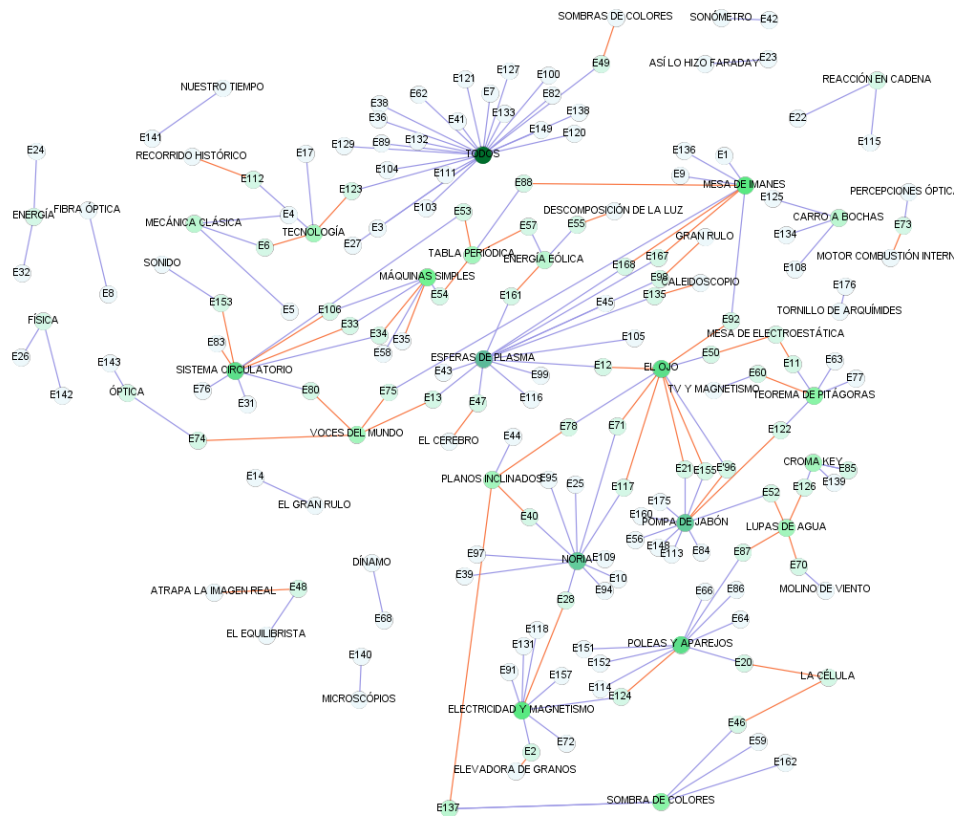 SOMBRAS DE COLORES
SONÓMETRO
E42
E127
E100
E23
E121
ASÍ LO HIZO FARADAY
E49
NUESTRO TIEMPO
REACCIÓN EN CADENA
E62
E7
E82
E38
E133
E138
E36
E41
E22
E149
E120
E141
E132
E115
E24
E129
E89
E17
TODOS
RECORRIDO HISTÓRICO
E136
E1
E104
E111
E112
E123
E88
E9
MESA DE IMANES
PERCEPCIONES ÓPTICA
E125
E103
DESCOMPOSICIÓN DE LA LUZ
ENERGÍA
FIBRA ÓPTICA
E4
E53
CARRO A BOCHAS
MECÁNICA CLÁSICA
E57
E55
E73
E3
TECNOLOGÍA
GRAN RULO
E134
E27
E6
MOTOR COMBUSTIÓN INTERN
SONIDO
TABLA PERIÓDICA
ENERGÍA EÓLICA
E167
E168
E108
E32
MÁQUINAS SIMPLES
E98
CALEIDOSCOPIO
E176
E8
E54
E161
E135
E153
E106
E45
TORNILLO DE ARQUÍMIDES
E5
FÍSICA
E33
E92
E34
MESA DE ELECTROESTÁTICA
E83
E35
E105
E58
E50
E26
E143
ESFERAS DE PLASMA
E11
E63
SISTEMA CIRCULATORIO
E43
E12
EL OJO
E60
E99
E77
E76
E80
E75
TV Y MAGNETISMO
TEOREMA DE PITÁGORAS
E142
ÓPTICA
E31
E13
E47
E116
E78
E71
E122
E74
VOCES DEL MUNDO
EL CEREBRO
E44
CROMA KEY
E14
E21
E155
E96
E85
PLANOS INCLINADOS
E95
E25
E117
E126
E139
EL GRAN RULO
E175
E52
E160
E40
POMPA DE JABÓN
LUPAS DE AGUA
E56
E148
E113
E84
E87
E97
NORIA
E109
DÍNAMO
E70
E39
E10
E94
E66
E86
MOLINO DE VIENTO
ATRAPA LA IMAGEN REAL
E48
E28
E68
E64
E118
EL EQUILIBRISTA
E131
E151
POLEAS Y APAREJOS
E140
E91
E152
E20
E157
LA CÉLULA
E114
MICROSCÓPIOS
E124
ELECTRICIDAD Y MAGNETISMO
E46
E72
E59
E2
E162
ELEVADORA DE GRANOS
E137
SOMBRA DE COLORES